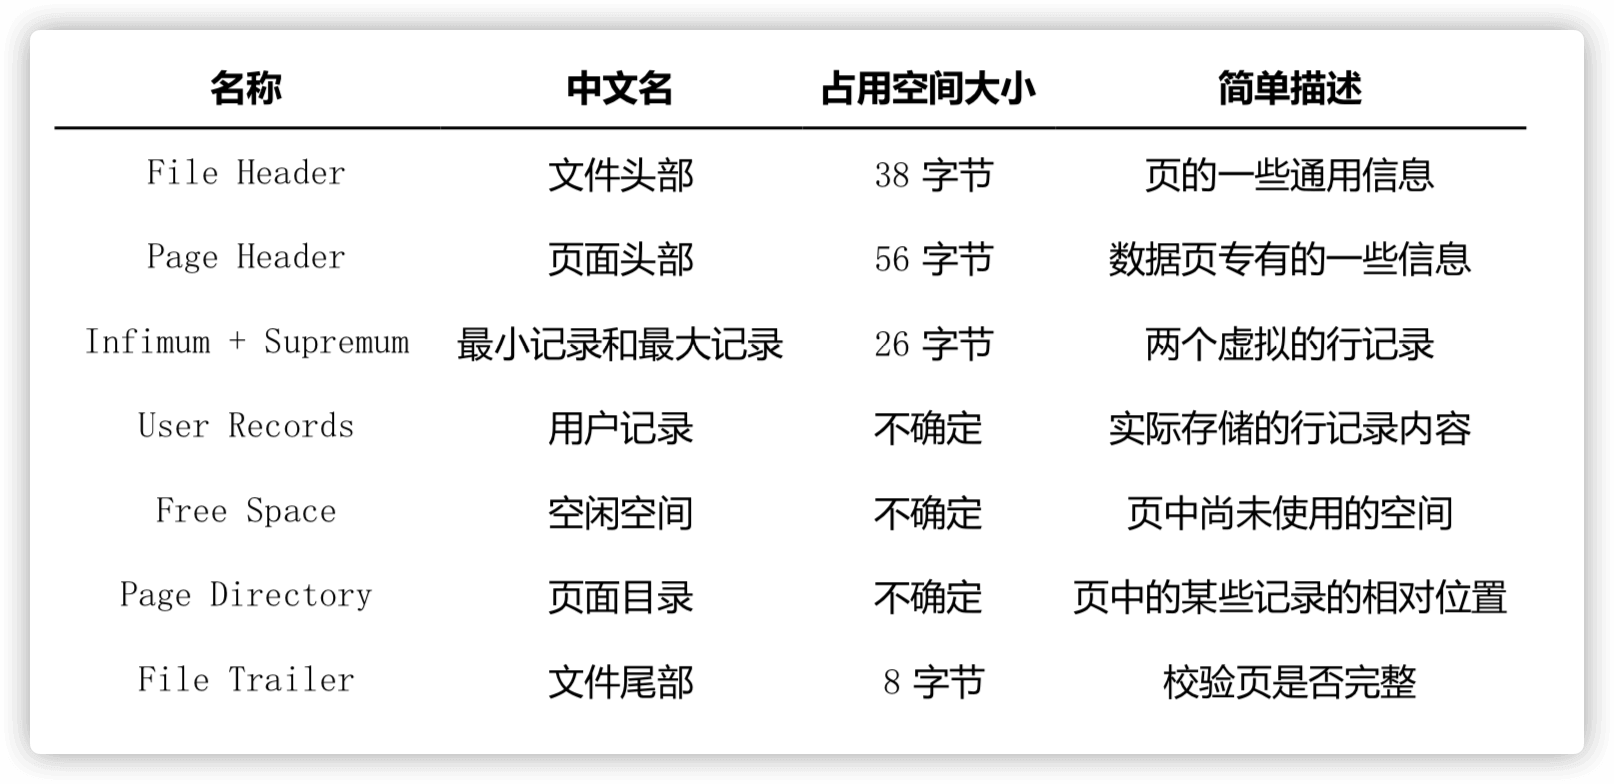 名称 中文名 占用空间大小 简单描述
File Header 文件头部 38 字节 页的一些通用信息
Page Header 页面头部 56 字节 数据页专有的一些信息
Infimum + Supremum 最小记录和最大记录 26 字节 两个虚拟的行记录
User Records 用户记录 不确定 实际存储的行记录内容
Free Space 空闲空间 不确定 页中尚未使用的空间
Page Directory 页面目录 不确定 页中的某些记录的相对位置
File Trailer 文件尾部 8 字节 校验页是否完整